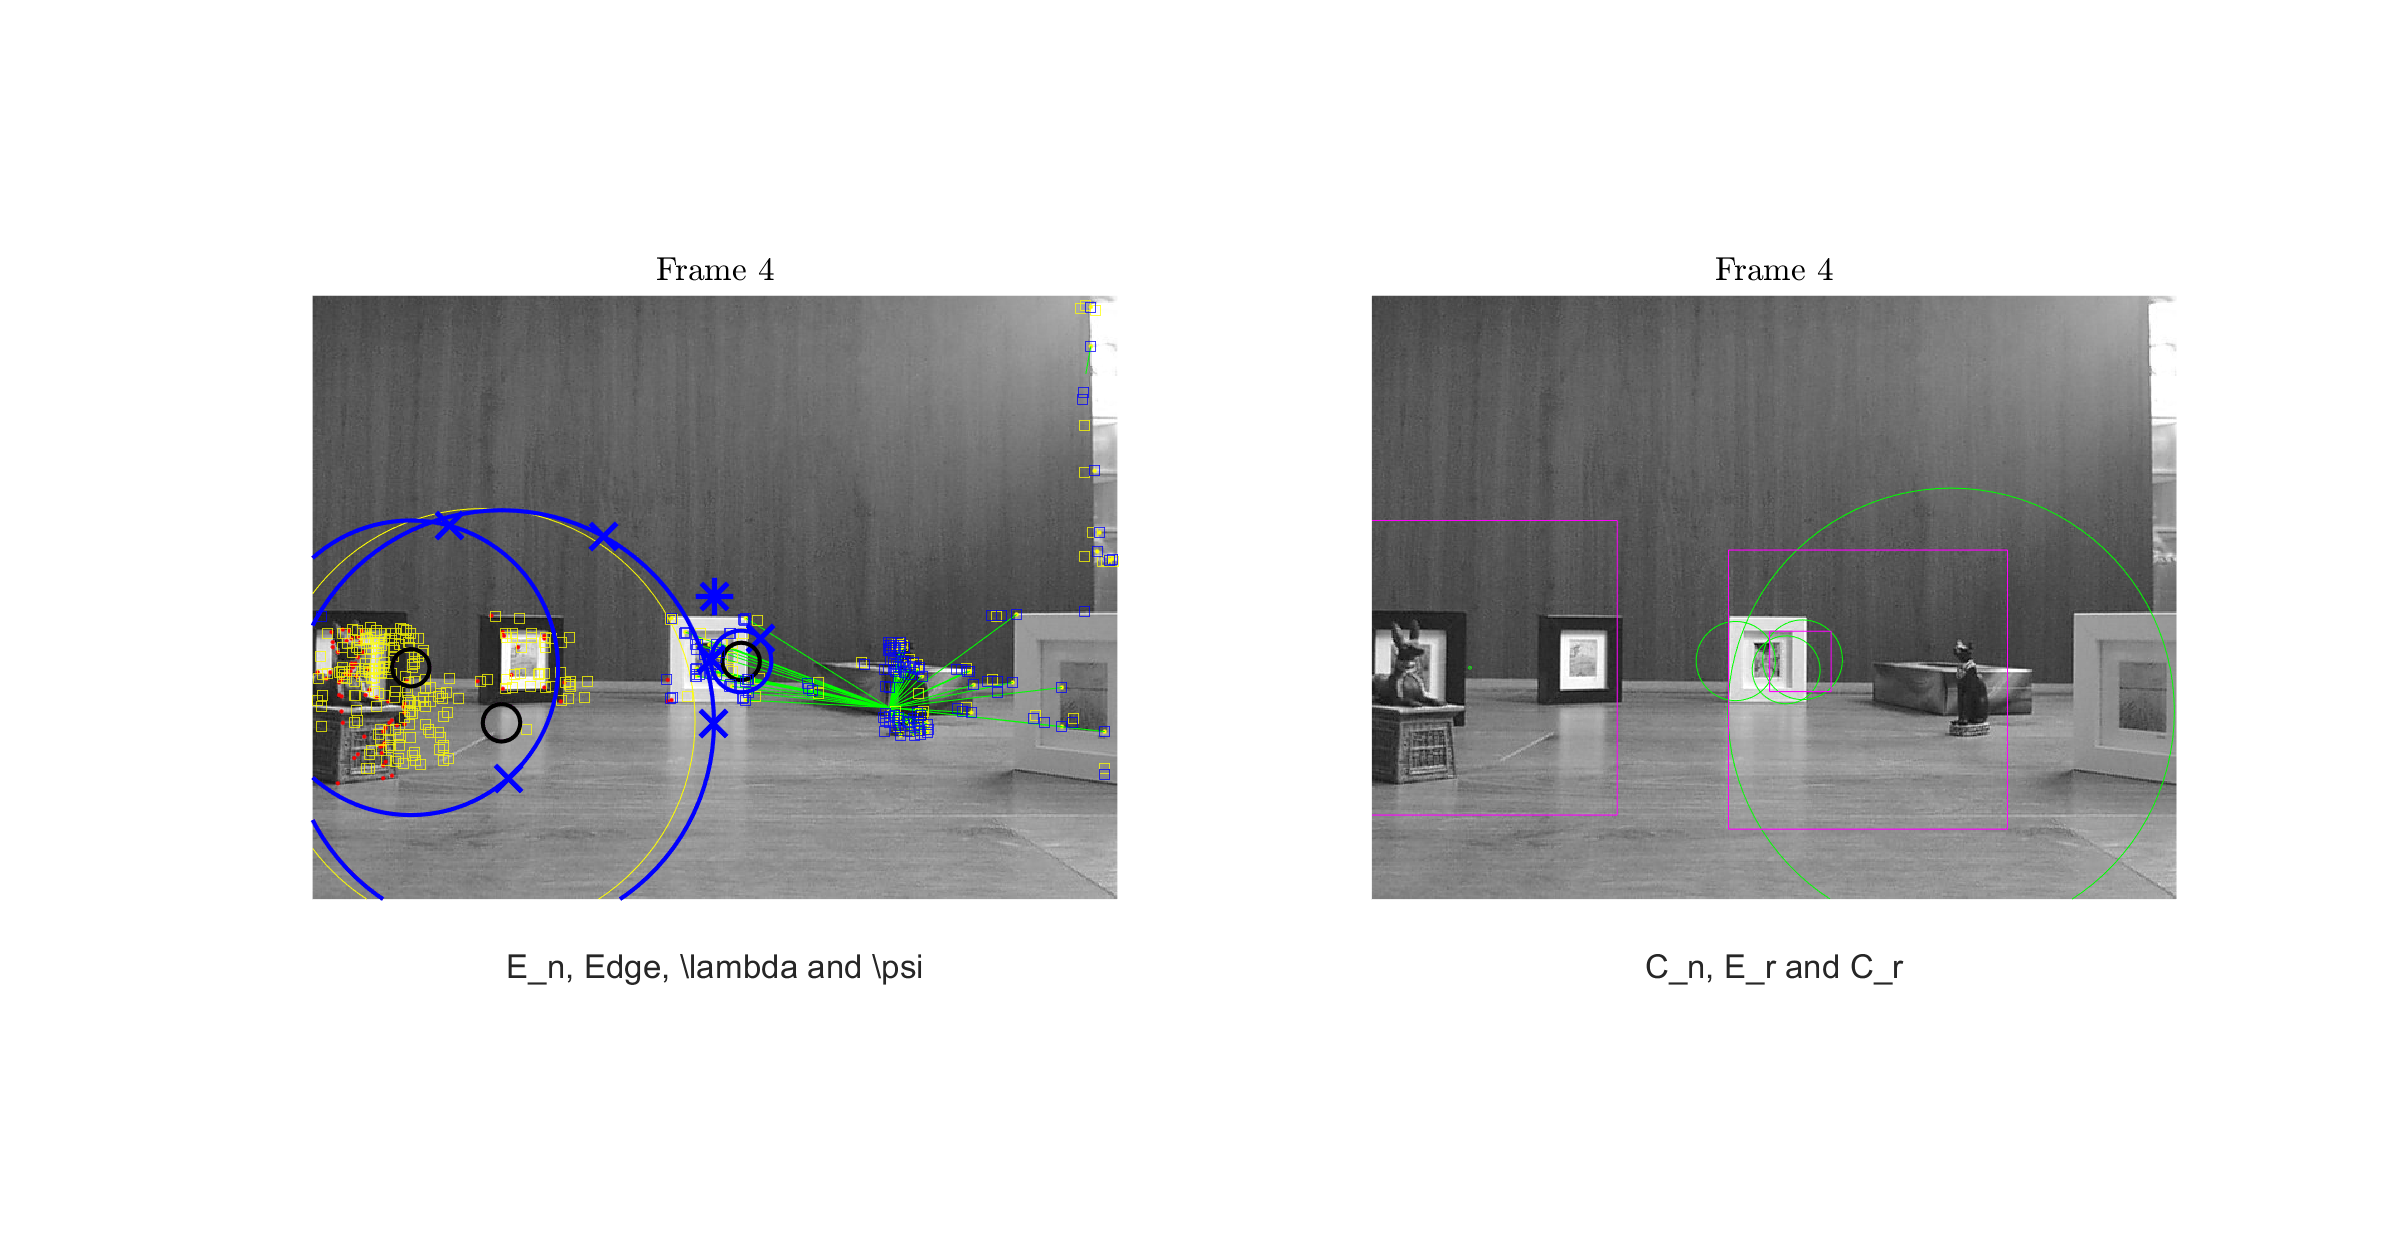 Frame 4
Frame 4
E_n, Edge, \lambda and \psi
C_n, E_r and C_r